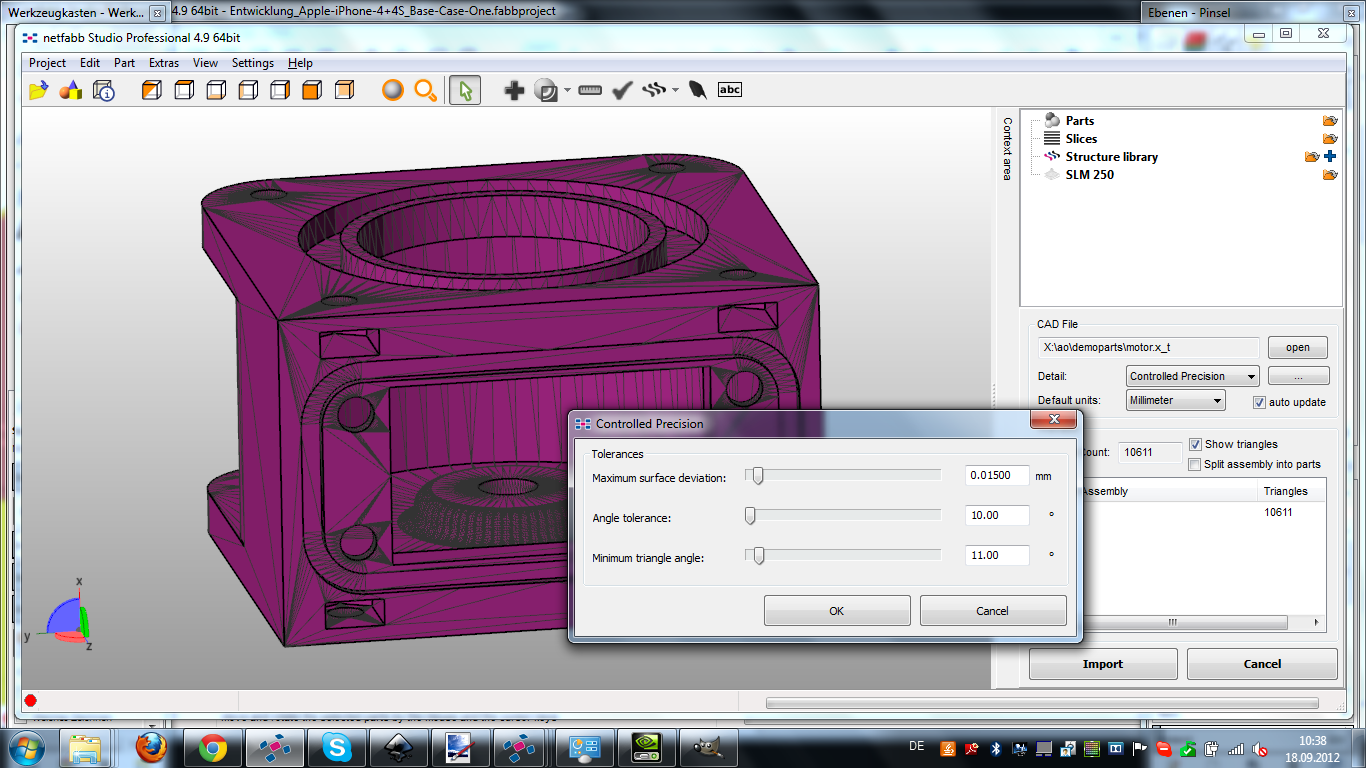 Werkzeugkasten - Werk...
4.9 64bit - Entwicklung_Apple-iPhone-4+4S_Base-Case-One.fabbproject
Ebenen - Pinsel
netfabb Studio Professional 4.9 64bit
Project Edit Part Extras View Settings Help
abc
Context area
Parts
Slices
Structure library
SLM 250
CAD File
X:\ao\demoparts\motor.x_t
open
Detail:
Controlled Precision
...
Default units:
Millimeter
auto update
ount:
10611
Show triangles
Split assembly into parts
Assembly
Triangles
10611
Controlled Precision
Tolerances
Maximum surface deviation:
0.01500
mm
Angle tolerance:
10.00
°
Minimum triangle angle:
11.00
°
OK
Cancel
x
y
z
Import
Cancel
DE
10:38
18.09.2012